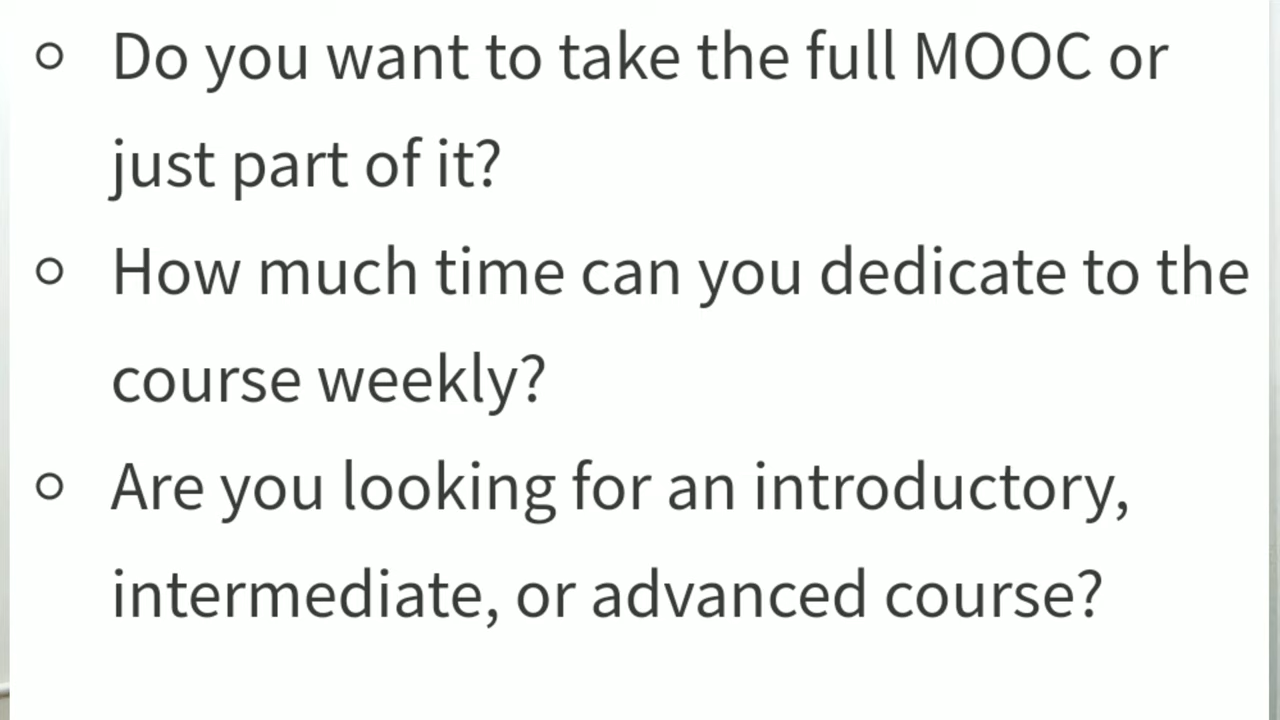 Do you want to take the full MOOC or
just part of it?
How much time can you dedicate to the
course weekly?
Are you looking for an introductory,
intermediate, or advanced course?